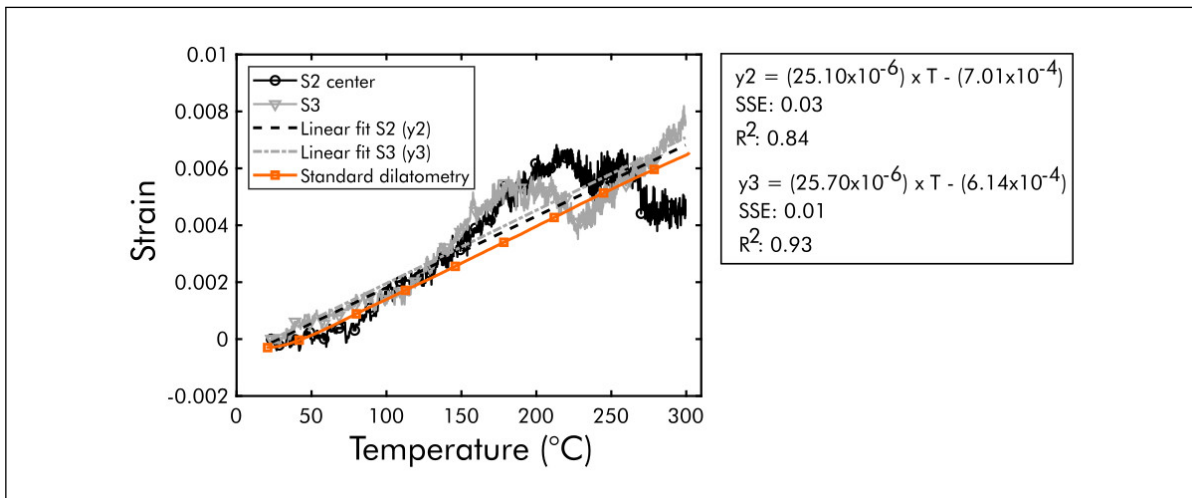 0.01
0.008
0.006
0.004
0.002
0
-0.002
Strain
0
50
100
150
200
250
300
Temperature (°C)
S2 center
S3
Linear fit S2 (y2)
Linear fit S3 (y3)
Standard dilatometry
y2 = (25.10x10⁻⁶) x T - (7.01x10⁻⁴)
SSE: 0.03
R²: 0.84
y3 = (25.70x10⁻⁶) x T - (6.14x10⁻⁴)
SSE: 0.01
R²: 0.93